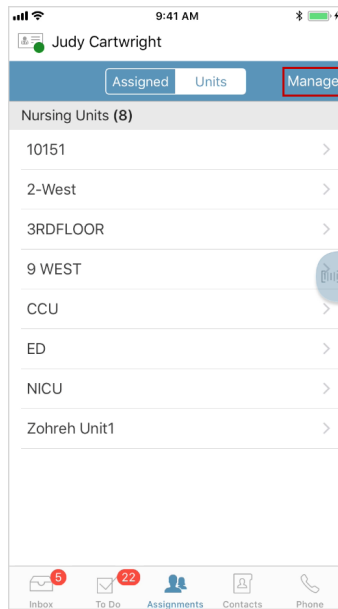 9:41 AM
Judy Cartwright
Assigned Units Manage
Nursing Units (8)
10151
2-West
3RDFLOOR
9 WEST
CCU
ED
NICU
Zohreh Unit1
5 22
Inbox To Do Assignments Contacts Phone